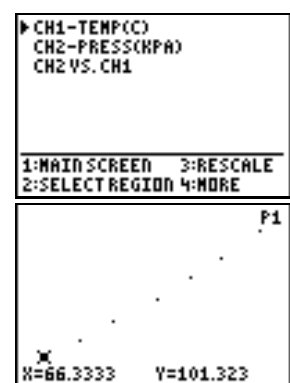 CH1-TEMP(C)
CH2-PRESS(KPA)
CH2 VS. CH1
1:MAIN SCREEN 3:RESCALE
2:SELECT REGION 4:MORE
P1
X=66.3333 Y=101.323